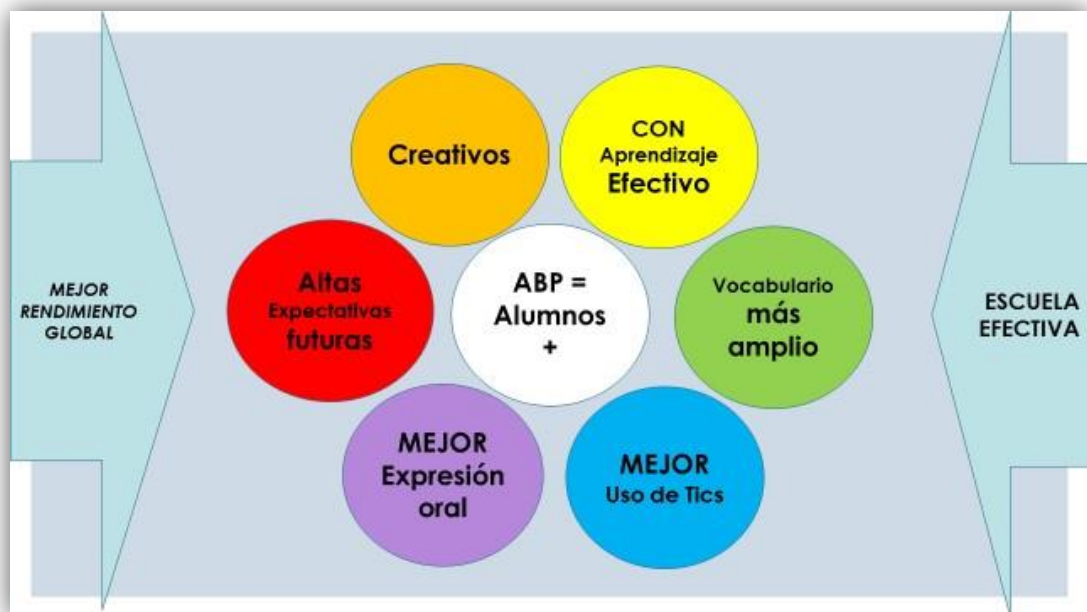 Creativos
CON
Aprendizaje
Efectivo
MEJOR
RENDIMIENTO
GLOBAL
Altas
Expectativas
futuras
ABP =
Alumnos
+
Vocabulario
más
amplio
ESCUELA
EFECTIVA
MEJOR
Expresión
oral
MEJOR
Uso de Tics